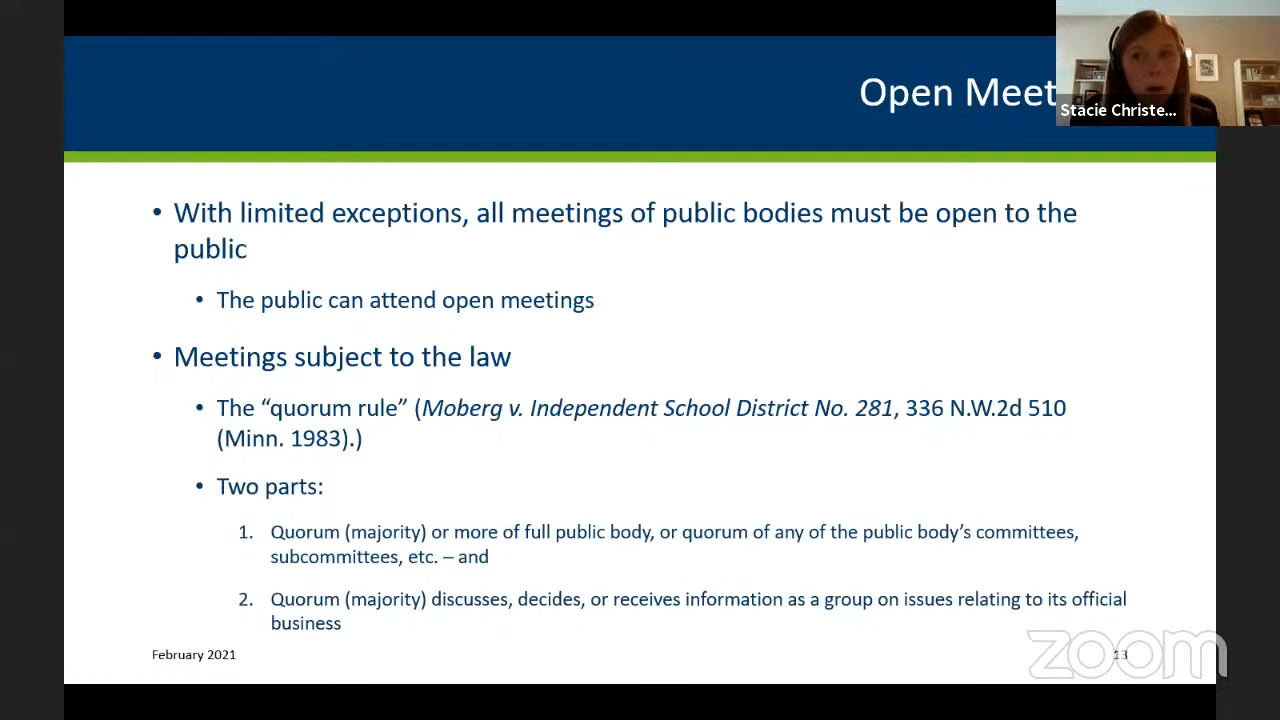 Open Meet
Stacie Christe...
• With limited exceptions, all meetings of public bodies must be open to the
public
• The public can attend open meetings
• Meetings subject to the law
• The “quorum rule” (Moberg v. Independent School District No. 281, 336 N.W.2d 510
(Minn. 1983).)
• Two parts:
1. Quorum (majority) or more of full public body, or quorum of any of the public body’s committees,
subcommittees, etc. – and
2. Quorum (majority) discusses, decides, or receives information as a group on issues relating to its official
business
February 2021
13
zoom